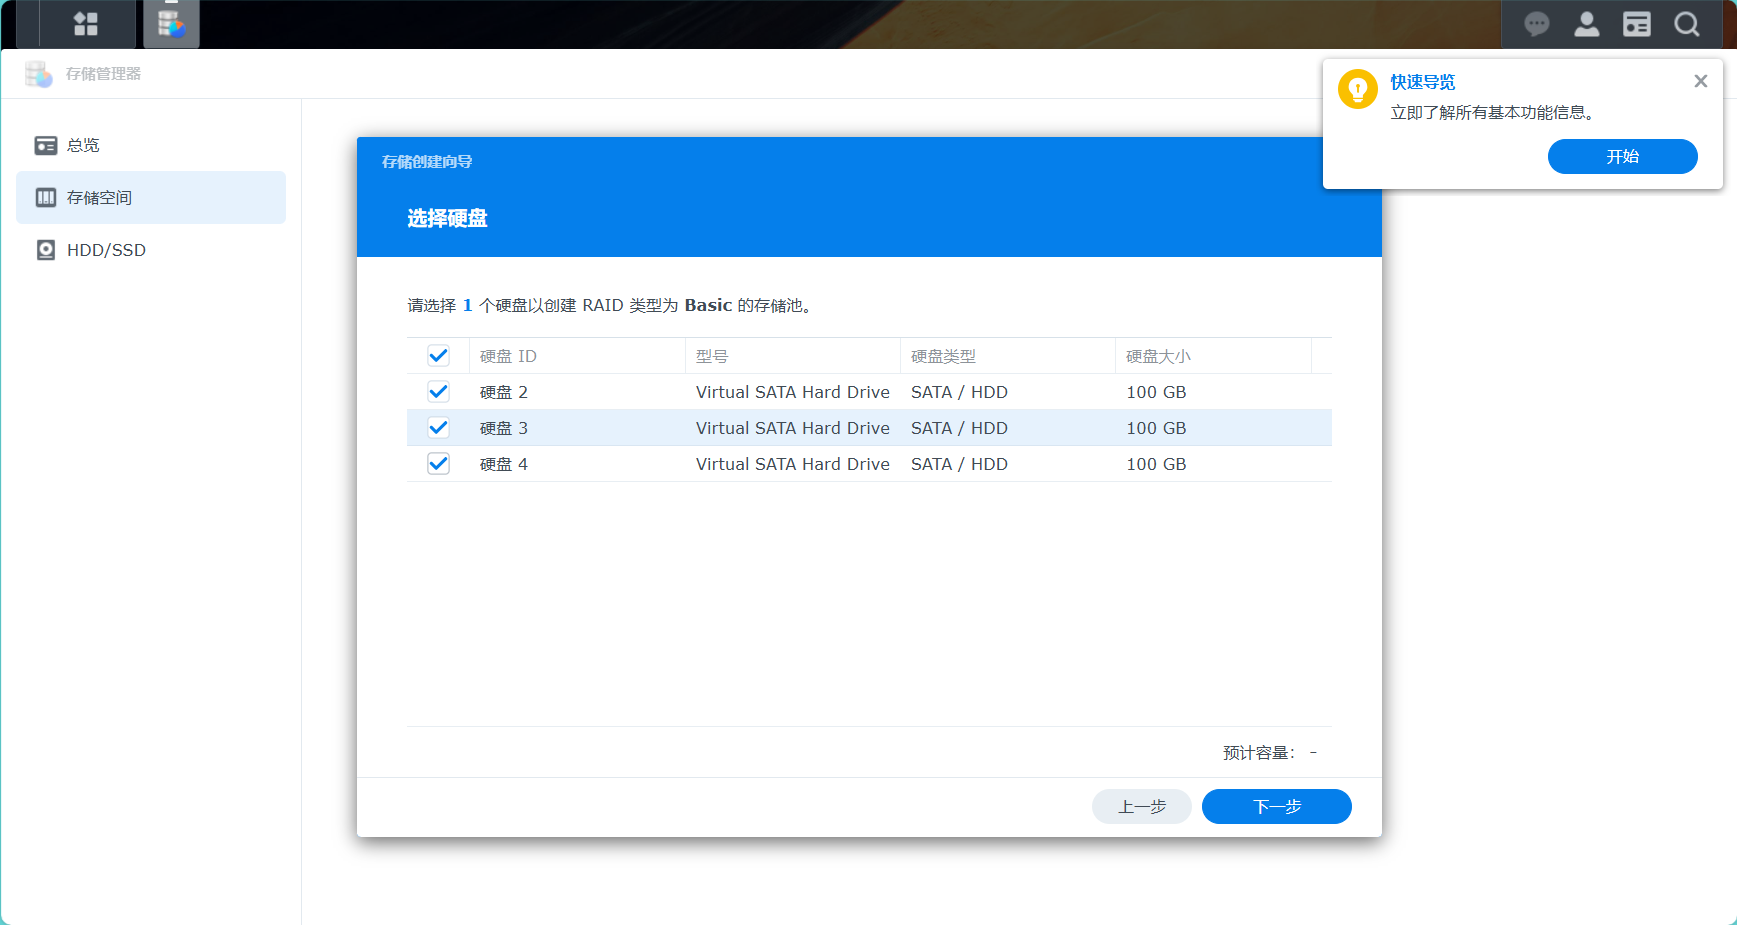 存储管理器
快速导览
立即了解所有基本功能信息。
开始
总览
存储空间
HDD/SSD
存储创建向导
选择硬盘
请选择 1 个硬盘以创建 RAID 类型为 Basic 的存储池。
硬盘 ID 型号 硬盘类型 硬盘大小
硬盘 2 Virtual SATA Hard Drive SATA / HDD 100 GB
硬盘 3 Virtual SATA Hard Drive SATA / HDD 100 GB
硬盘 4 Virtual SATA Hard Drive SATA / HDD 100 GB
预计容量： -
上一步 下一步